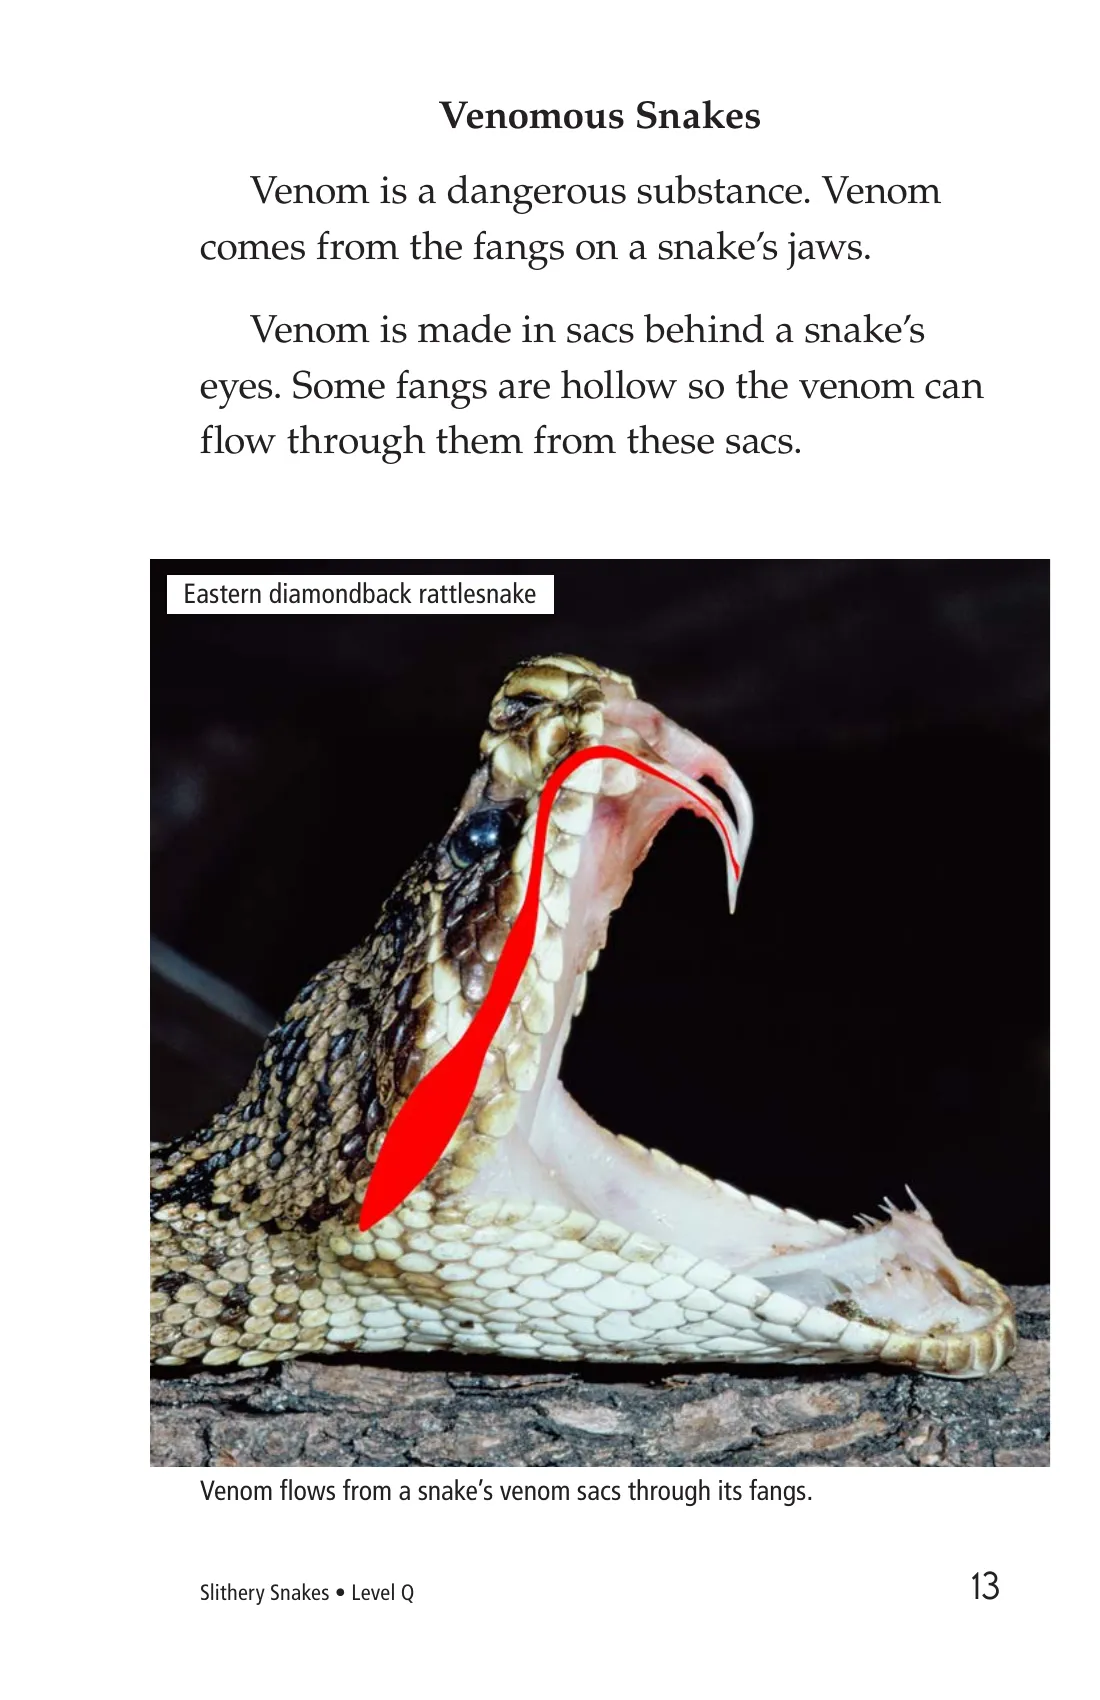 Venomous Snakes
Venom is a dangerous substance. Venom
comes from the fangs on a snake’s jaws.
Venom is made in sacs behind a snake’s
eyes. Some fangs are hollow so the venom can
flow through them from these sacs.
Eastern diamondback rattlesnake
Venom flows from a snake’s venom sacs through its fangs.
Slithery Snakes • Level Q
13